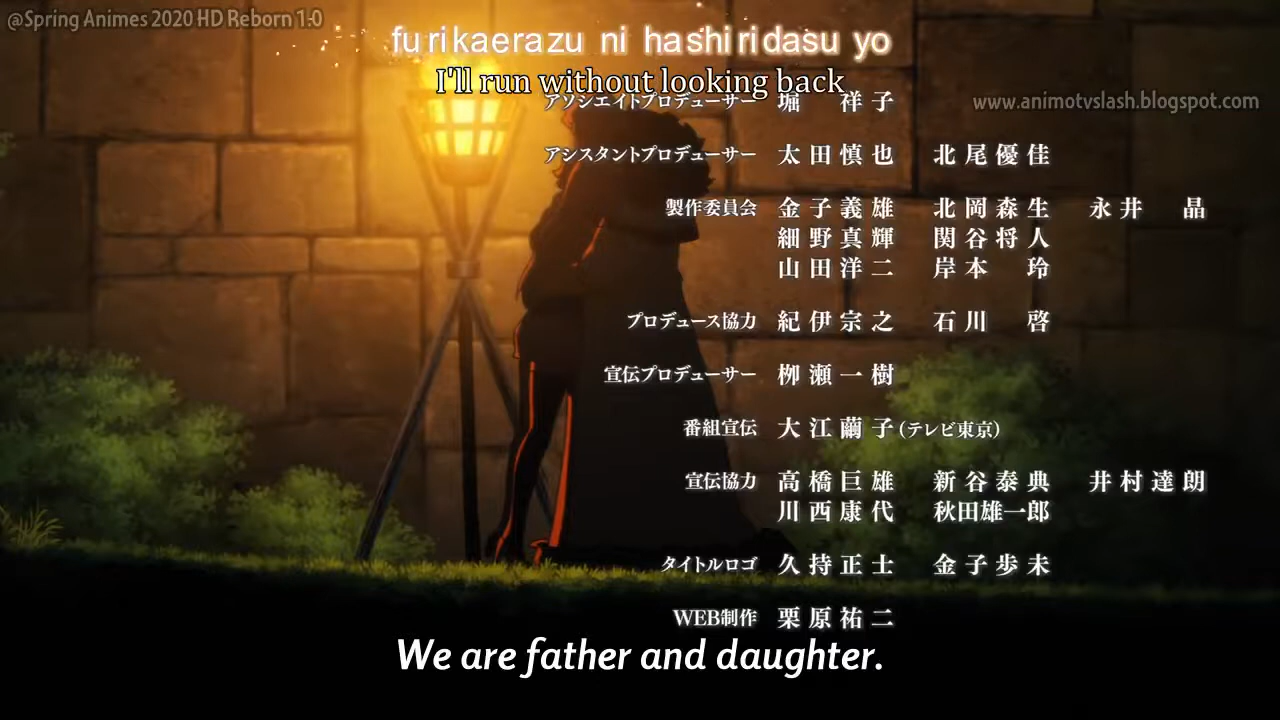 @Spring Animes 2020 HD Reborn 1.0
furikaerazu ni hashiridasu yo
I'll run without looking back
www.animotvslash.blogspot.com
アソシエイトプロデューサー 堀 祥子
アシスタントプロデューサー 太田慎也 北尾優佳
製作委員会 金子義雄 北岡森生 永井 晶
細野真輝 関谷将人
山田洋二 岸本 玲
プロデュース協力 紀伊宗之 石川 啓
宣伝プロデューサー 栁瀬一樹
番組宣伝 大江繭子(テレビ東京)
宣伝協力 高橋巨雄 新谷泰典 井村達朗
川西康代 秋田雄一郎
タイトルロゴ 久持正士 金子歩未
WEB制作 栗原祐二
We are father and daughter.